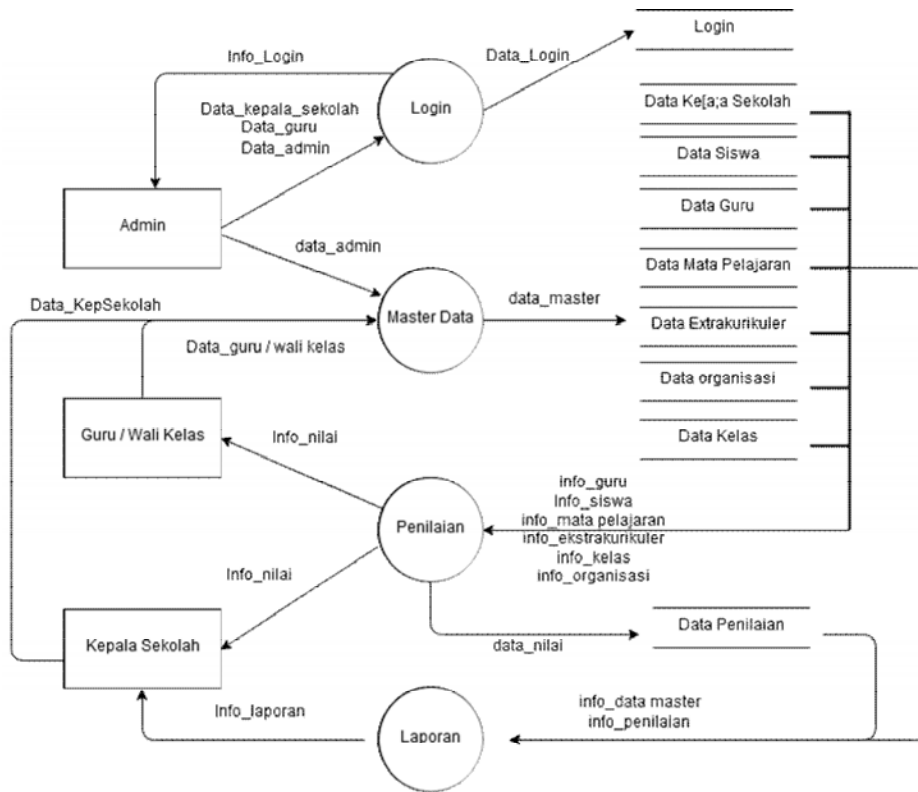 Login
Info_Login
Data_Login
Login
Data_kepala_sekolah
Data_guru
Data_admin
Data Ke[a;a Sekolah
Data Siswa
Data Guru
Admin
data_admin
Data Mata Pelajaran
Data_KepSekolah
Master Data
data_master
Data Extrakurikuler
Data_guru / wali kelas
Data organisasi
Guru / Wali Kelas
Info_nilai
Data Kelas
info_guru
Info_siswa
info_mata pelajaran
info_ekstrakurikuler
info_kelas
info_organisasi
Penilaian
Info_nilai
Data Penilaian
Kepala Sekolah
data_nilai
Info_laporan
info_data master
info_penilaian
Laporan